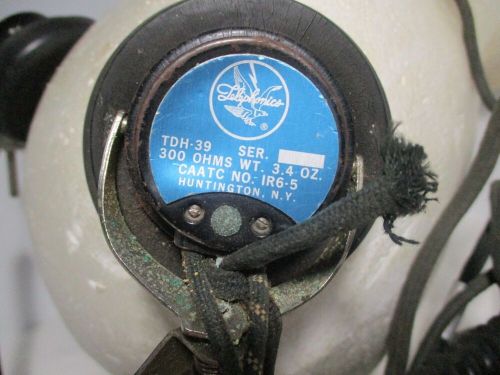 Telephonics
®
TDH-39 SER.
300 OHMS WT. 3.4 OZ.
CAATC NO. IR6-5
HUNTINGTON, N.Y.